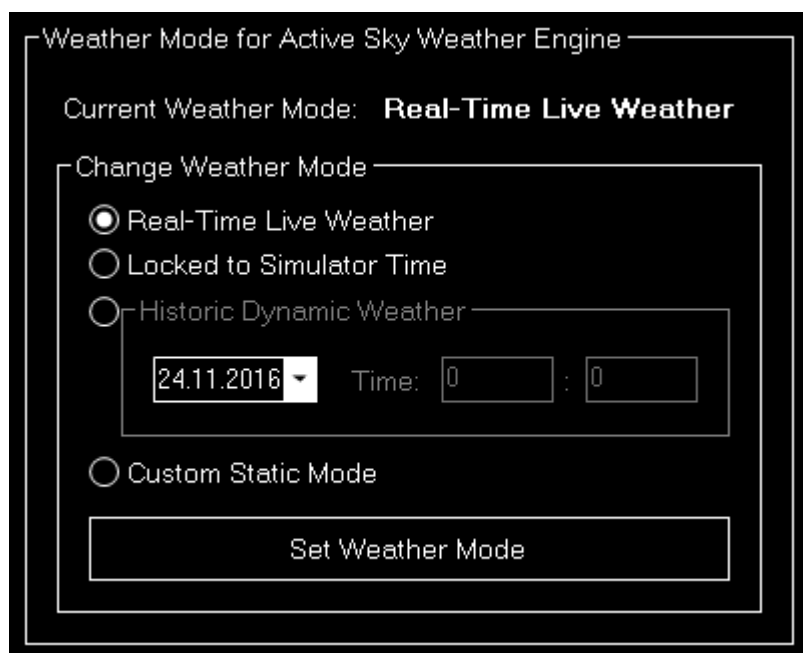 Weather Mode for Active Sky Weather Engine
Current Weather Mode: Real-Time Live Weather
Change Weather Mode
Real-Time Live Weather
Locked to Simulator Time
Historic Dynamic Weather
24.11.2016 Time: 0 : 0
Custom Static Mode
Set Weather Mode